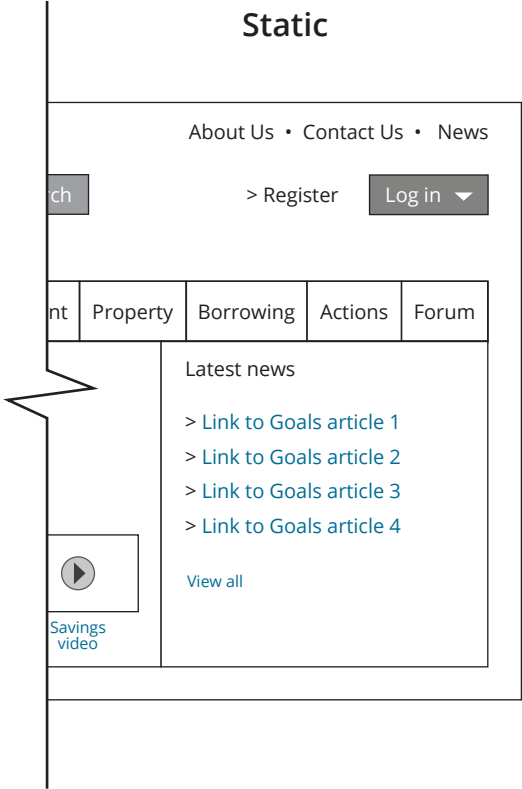 Static
About Us • Contact Us • News
rch > Register Log in
nt Property Borrowing Actions Forum
Latest news
> Link to Goals article 1
> Link to Goals article 2
> Link to Goals article 3
> Link to Goals article 4
View all
Savings
video